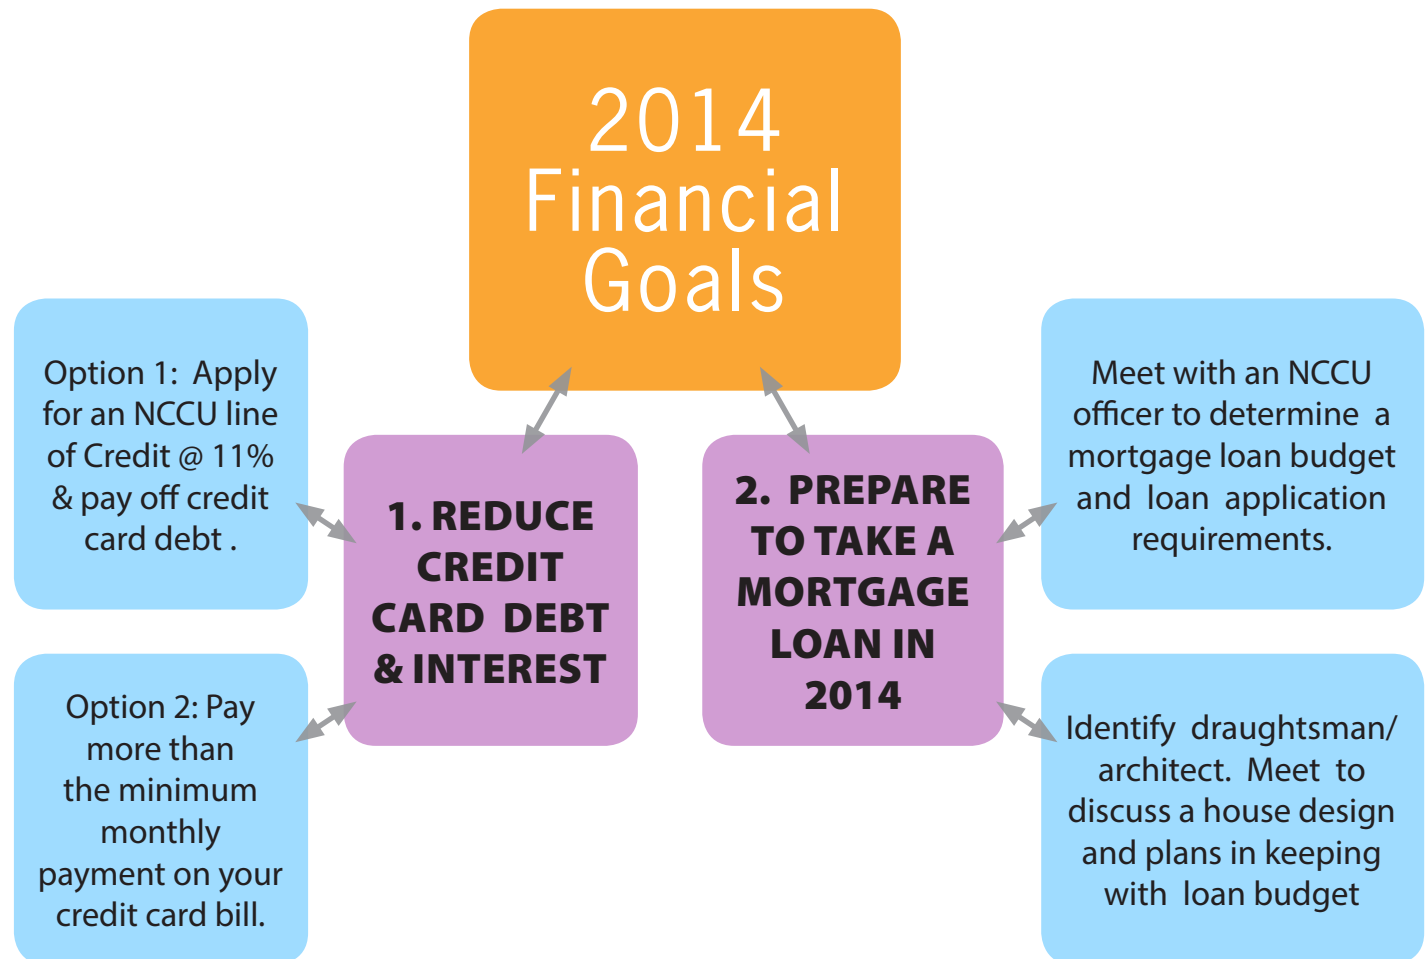 2014
Financial
Goals
Option 1: Apply
for an NCCU line
of Credit @ 11%
& pay off credit
card debt .
1. REDUCE
CREDIT
CARD DEBT
& INTEREST
Option 2: Pay
more than
the minimum
monthly
payment on your
credit card bill.
2. PREPARE
TO TAKE A
MORTGAGE
LOAN IN
2014
Meet with an NCCU
officer to determine a
mortgage loan budget
and loan application
requirements.
Identify draughtsman/
architect. Meet to
discuss a house design
and plans in keeping
with loan budget